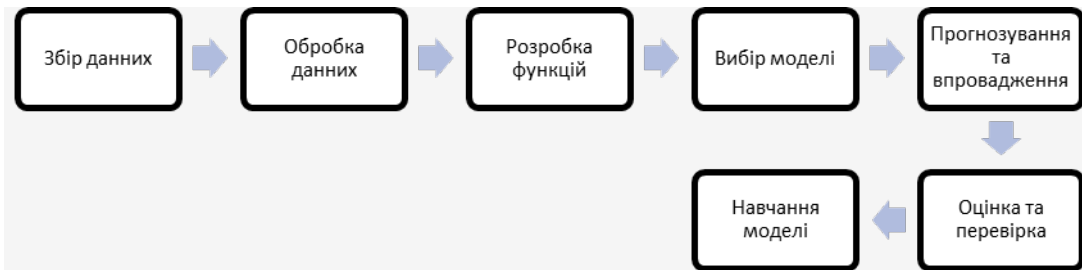 Збір данних
Обробка
данних
Розробка
функцій
Вибір моделі
Прогнозування
та
впровадження
Навчання
моделі
Оцінка та
перевірка